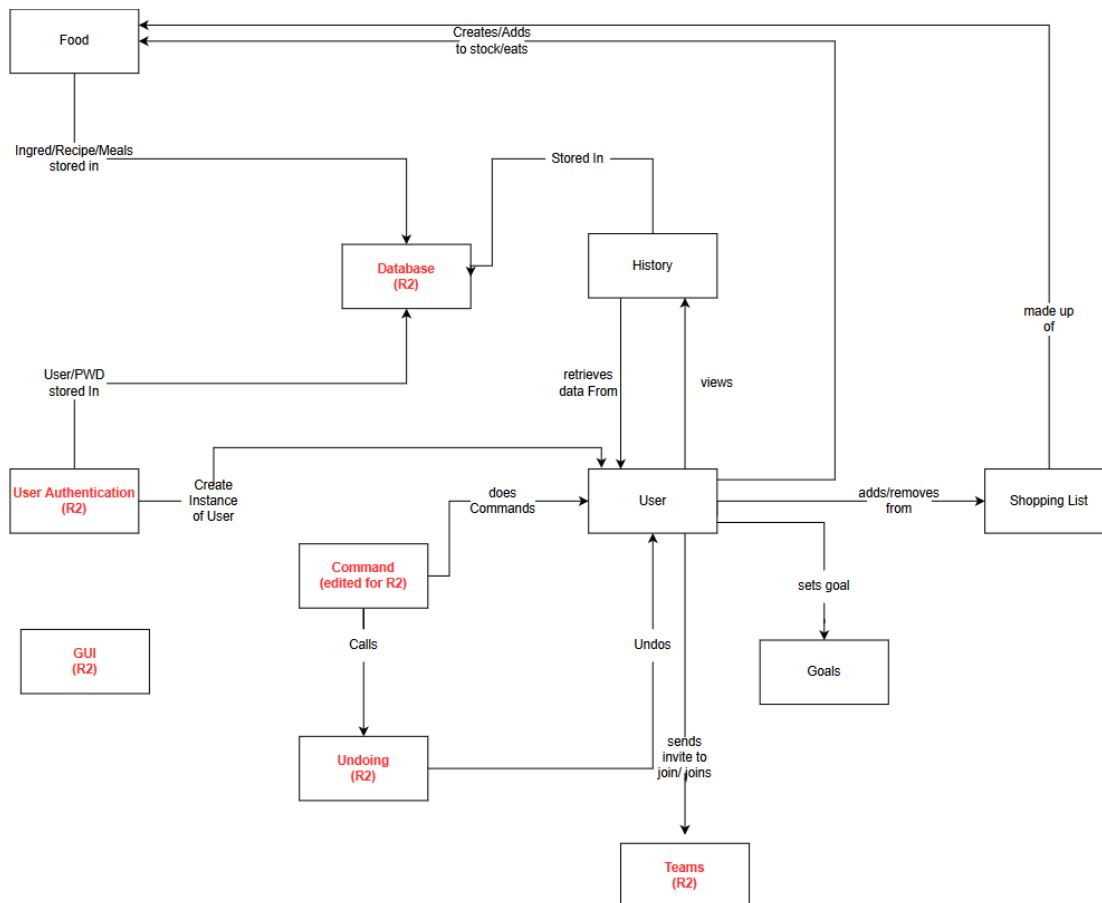 Food
Creates/Adds
to stock/eats
Ingred/Recipe/Meals
stored in
Stored In
Database
(R2)
History
made up
of
User/PWD
stored In
retrieves
data From
views
User Authentication
(R2)
Create
Instance
of User
does
Commands
User
adds/removes
from
Shopping List
Command
(edited for R2)
sets goal
GUI
(R2)
Calls
Undos
Goals
Undoing
(R2)
sends
invite to
join/ joins
Teams
(R2)